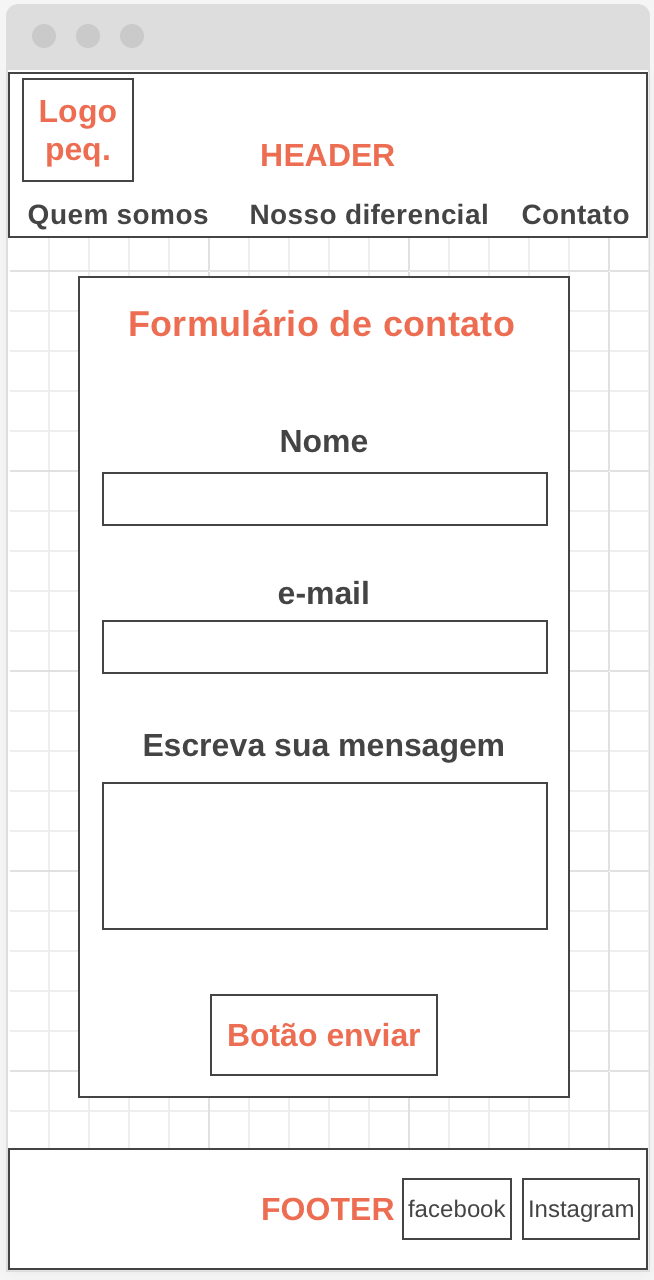 Logo
peq.
HEADER
Quem somos Nosso diferencial Contato
Formulário de contato
Nome
e-mail
Escreva sua mensagem
Botão enviar
FOOTER facebook Instagram